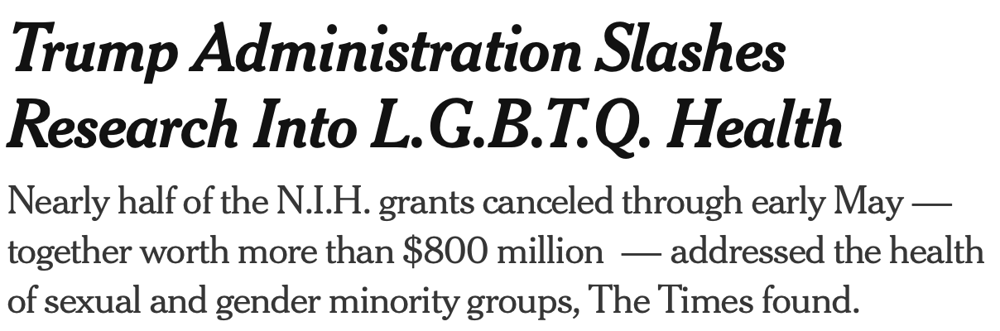 Trump Administration Slashes
Research Into L.G.B.T.Q. Health
Nearly half of the N.I.H. grants canceled through early May —
together worth more than $800 million — addressed the health
of sexual and gender minority groups, The Times found.